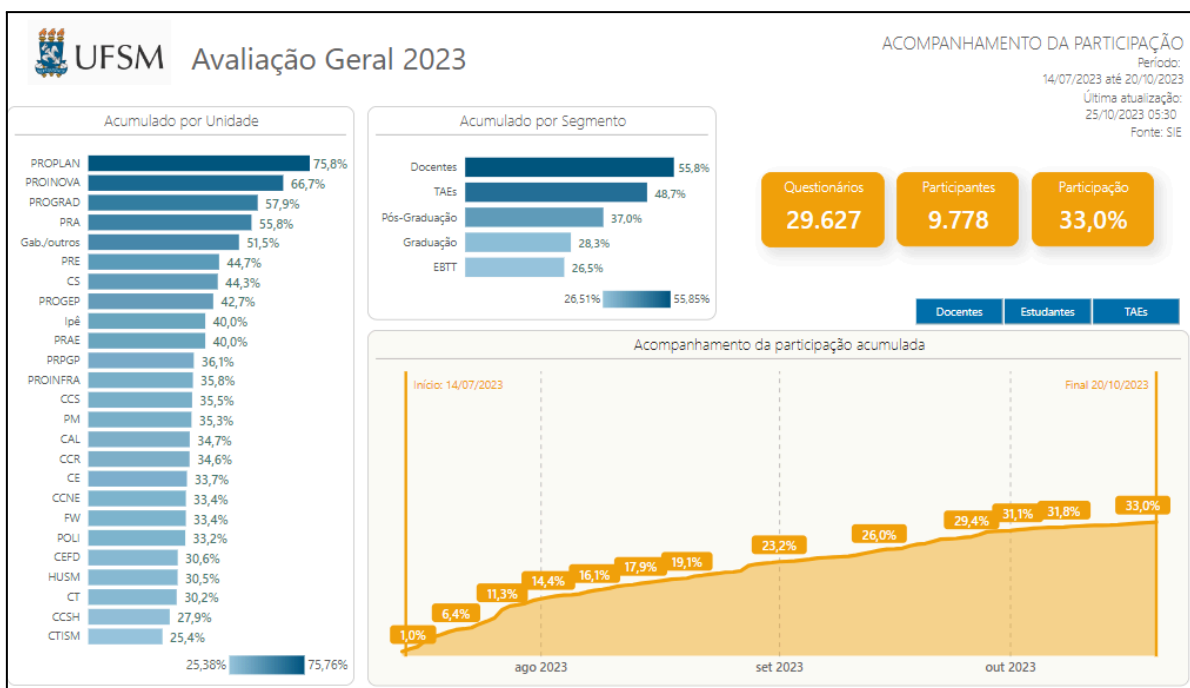 UFSM
Avaliação Geral 2023
ACOMPANHAMENTO DA PARTICIPAÇÃO
Período:
14/07/2023 até 20/10/2023
Última atualização:
25/10/2023 05:30
Fonte: SIE
Acumulado por Unidade
PROPLAN 75,8%
PROINOVA 66,7%
PROGRAD 57,9%
PRA 55,8%
Gab./outros 51,5%
PRE 44,7%
CS 44,3%
PROGEP 42,7%
Ipê 40,0%
PRAE 40,0%
PRPGP 36,1%
PROINFRA 35,8%
CCS 35,5%
PM 35,3%
CAL 34,7%
CCR 34,6%
CE 33,7%
CCNE 33,4%
FW 33,4%
POLI 33,2%
CEFD 30,6%
HUSM 30,5%
CT 30,2%
CCSH 27,9%
CTISM 25,4%
25,38% 75,76%
Acumulado por Segmento
Docentes 55,8%
TAEs 48,7%
Pós-Graduação 37,0%
Graduação 28,3%
EBTT 26,5%
26,51% 55,85%
Questionários
29.627
Participantes
9.778
Participação
33,0%
Docentes Estudantes TAEs
Acompanhamento da participação acumulada
Início: 14/07/2023 Final 20/10/2023
1,0% 6,4% 11,3% 14,4% 16,1% 17,9% 19,1% 23,2% 26,0% 29,4% 31,1% 31,8% 33,0%
ago 2023 set 2023 out 2023